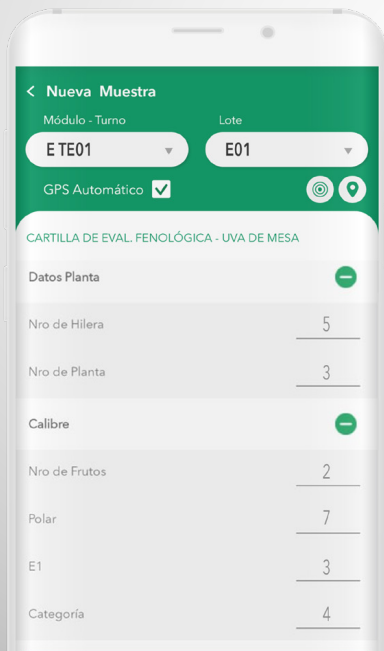 < Nueva Muestra
Módulo - Turno Lote
E TE01 E01
GPS Automático
CARTILLA DE EVAL. FENOLÓGICA - UVA DE MESA
Datos Planta
Nro de Hilera 5
Nro de Planta 3
Calibre
Nro de Frutos 2
Polar 7
E1 3
Categoría 4